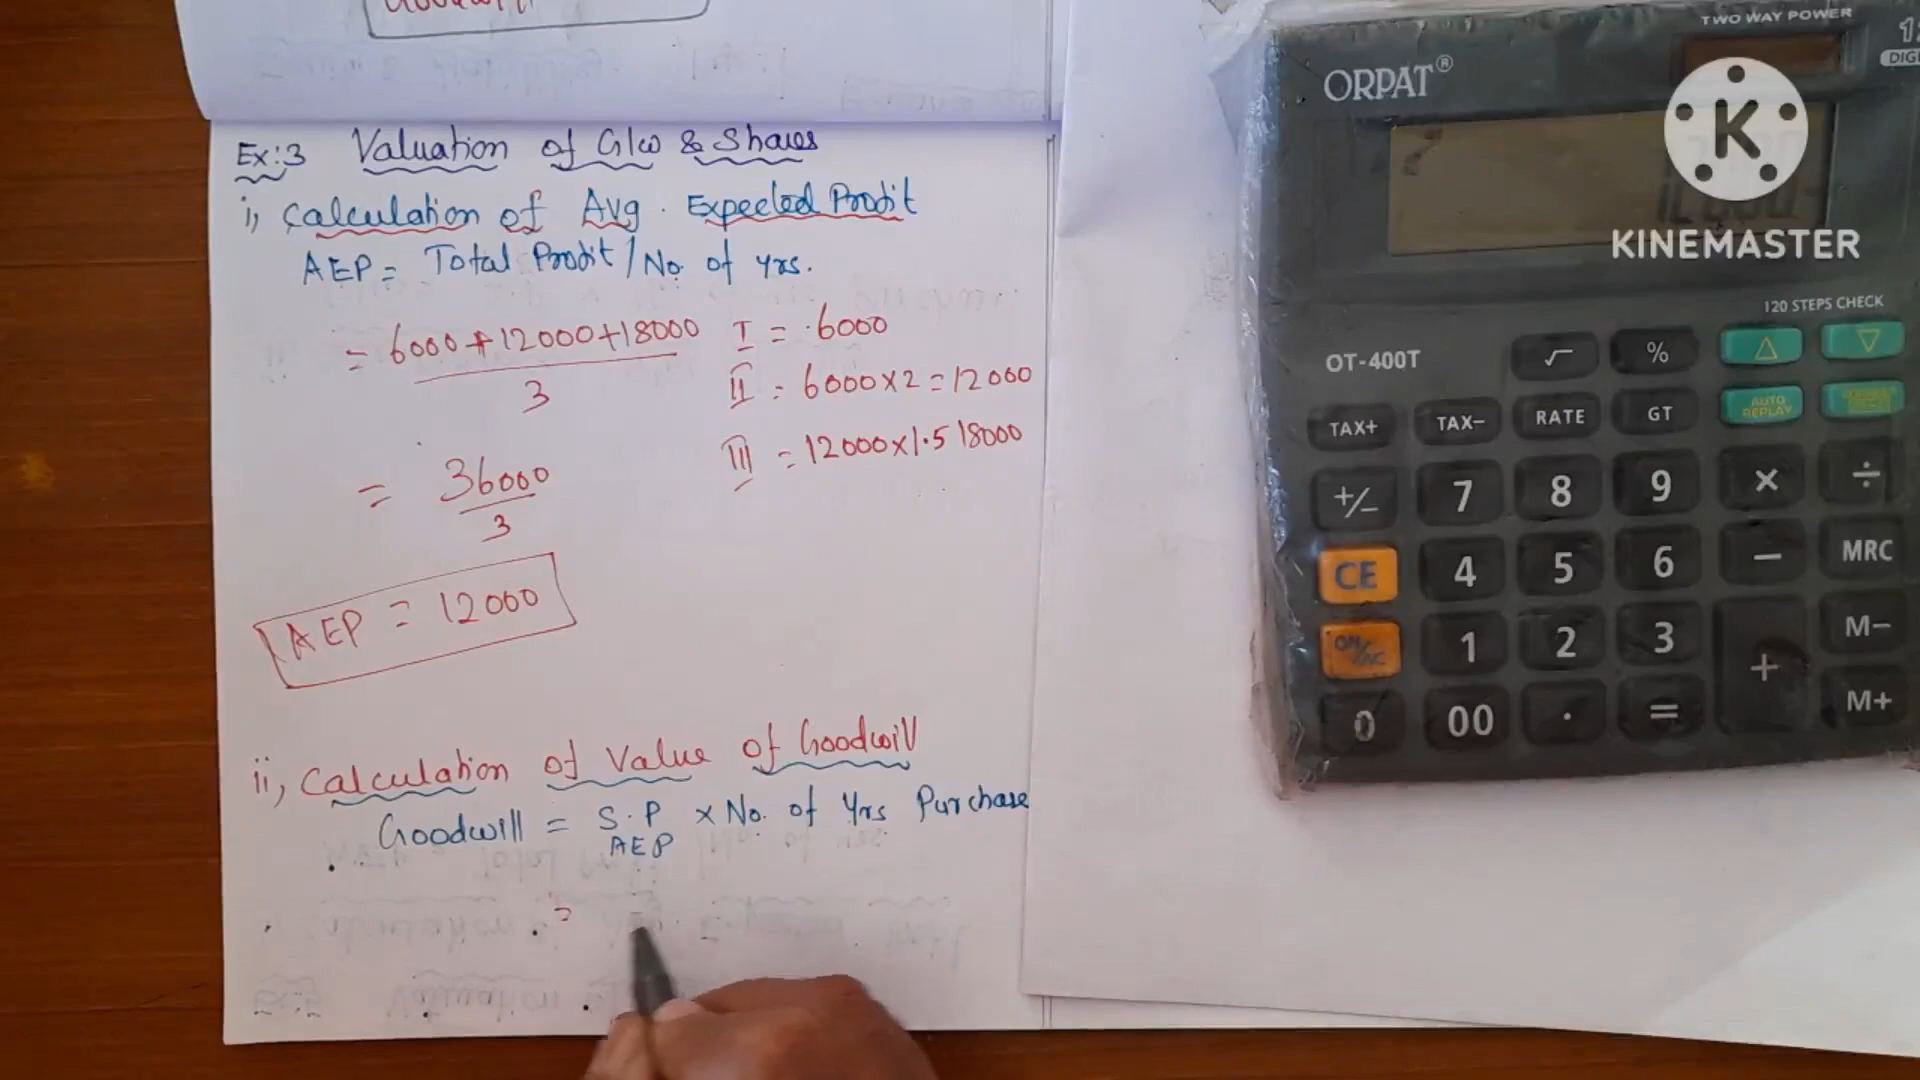 Goodwill
Ex:3 Valuation of G/w & Shares
i, Calculation of Avg. Expected Profit
AEP = Total Profit / No. of yrs.
= 6000+12000+18000
3
I = 6000
II = 6000×2=12000
III = 12000×1.5 18000
= 36000
3
AEP = 12000
ii, Calculation of Value of Goodwill
Goodwill = S.P × No. of Yrs Purchase
AEP
=
TWO WAY POWER
ORPAT®
KINEMASTER
120 STEPS CHECK
OT-400T
√ %
TAX+ TAX− RATE GT AUTO REPLAY
+/− 7 8 9 × ÷
CE 4 5 6 − MRC
ON/AC 1 2 3 + M−
0 00 . = M+